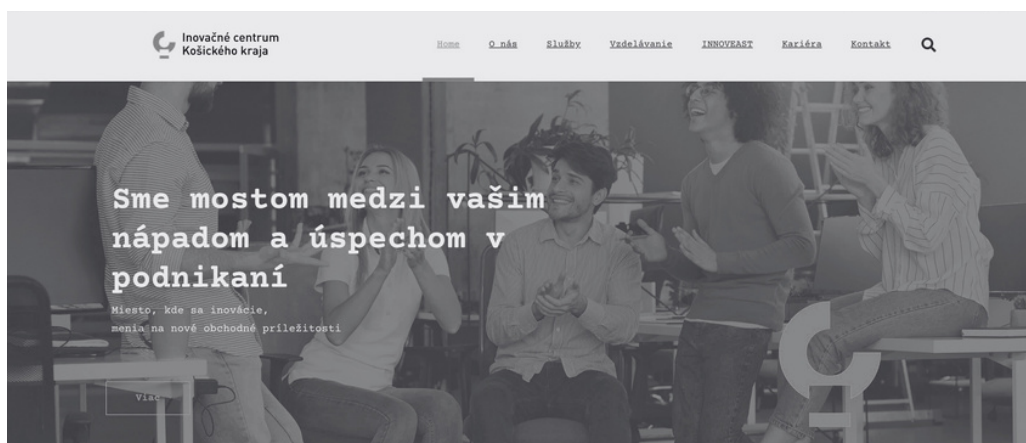 Inovačné centrum
Košického kraja
Home O nás Služby Vzdelávanie INNOVEAST Kariéra Kontakt
Sme mostom medzi vašim
nápadom a úspechom v
podnikaní
Miesto, kde sa inovácie,
menia na nové obchodné príležitosti
Viac